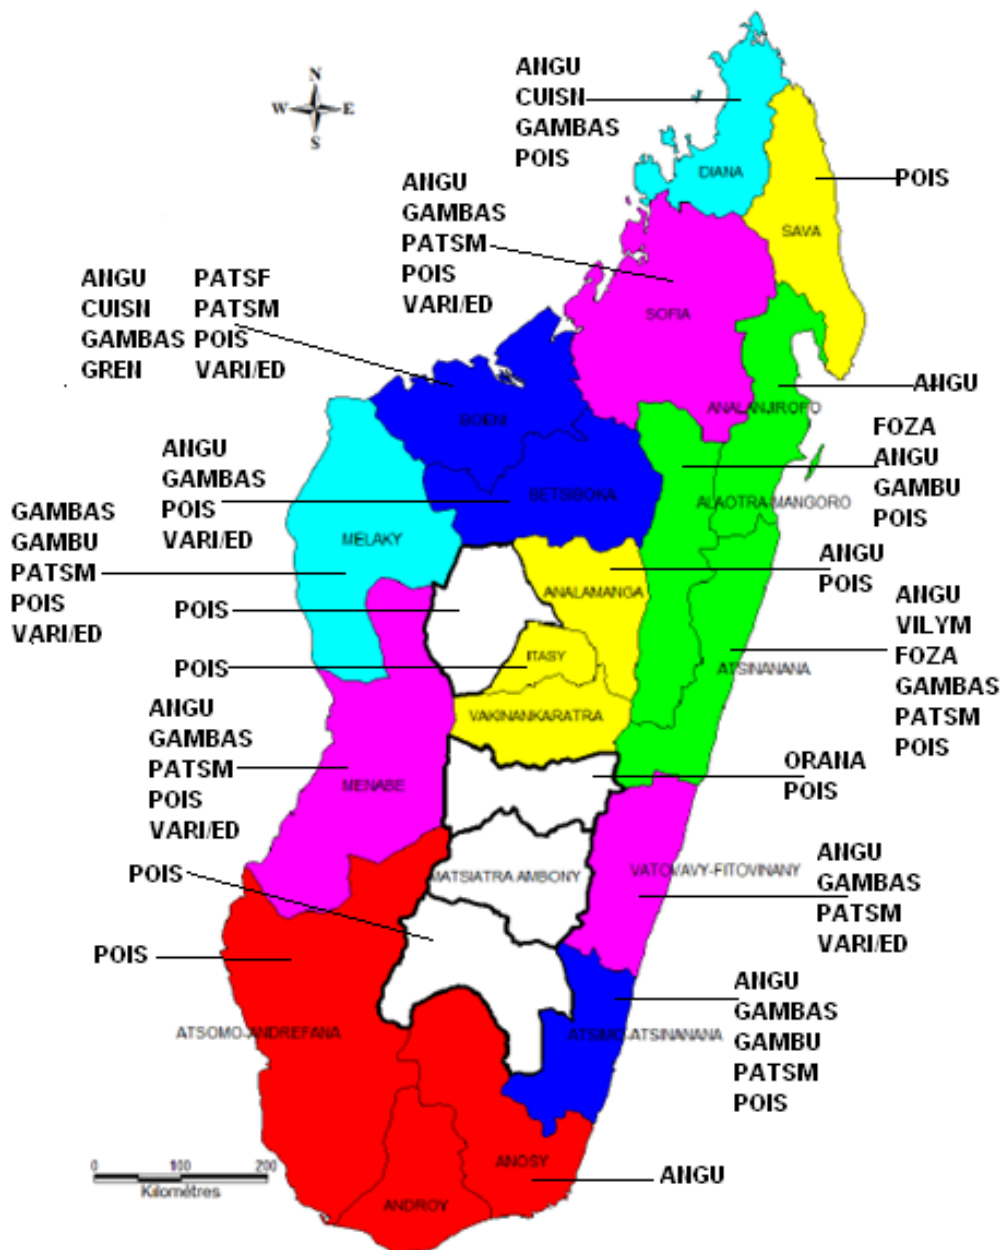 N
W E
S
ANGU
CUISN
GAMBAS
POIS
DIANA
POIS
SAVA
ANGU
GAMBAS
PATSM
POIS
VARI/ED
SOFIA
ANGU PATSF
CUISN PATSM
GAMBAS POIS
GREN VARI/ED
BOENI
ANGU
ANALANJIROFO
FOZA
ANGU
GAMBU
POIS
ALAOTRA-MANGORO
ANGU
GAMBAS
POIS
VARI/ED
BETSIBOKA
GAMBAS
GAMBU
PATSM
POIS
VARI/ED
MELAKY
ANGU
POIS
ANALAMANGA
POIS
POIS
ITASY
VAKINANKARATRA
ANGU
VILYM
FOZA
GAMBAS
PATSM
POIS
ATSINANANA
ANGU
GAMBAS
PATSM
POIS
VARI/ED
MENABE
ORANA
POIS
MATSIATRA AMBONY
POIS
VATOVAVY-FITOVINANY
ANGU
GAMBAS
PATSM
VARI/ED
POIS
ATSOMO-ANDREFANA
ANGU
GAMBAS
GAMBU
PATSM
POIS
ATSIMO-ATSINANANA
ANOSY
ANGU
ANDROY
0 100 200
Kilométres